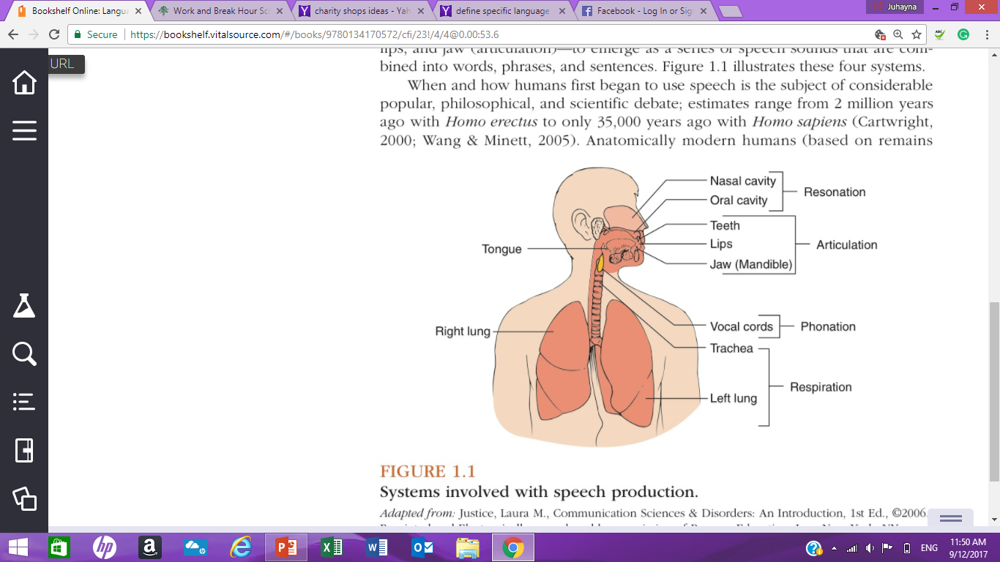 Bookshelf Online: Langua
Work and Break Hour Sc
charity shops ideas - Yah
define specific language
Facebook - Log In or Sig
Juhayna
Secure
https://bookshelf.vitalsource.com/#/books/9780134170572/cfi/23!/4/4@0.00:53.6
URL
lips, and jaw (articulation)—to emerge as a series of speech sounds that are com-
bined into words, phrases, and sentences. Figure 1.1 illustrates these four systems.
When and how humans first began to use speech is the subject of considerable
popular, philosophical, and scientific debate; estimates range from 2 million years
ago with Homo erectus to only 35,000 years ago with Homo sapiens (Cartwright,
2000; Wang & Minett, 2005). Anatomically modern humans (based on remains
Nasal cavity
Oral cavity
Resonation
Teeth
Lips
Jaw (Mandible)
Articulation
Tongue
Vocal cords
Phonation
Right lung
Trachea
Left lung
Respiration
FIGURE 1.1
Systems involved with speech production.
Adapted from: Justice, Laura M., Communication Sciences & Disorders: An Introduction, 1st Ed., ©2006.
ENG
11:50 AM
9/12/2017